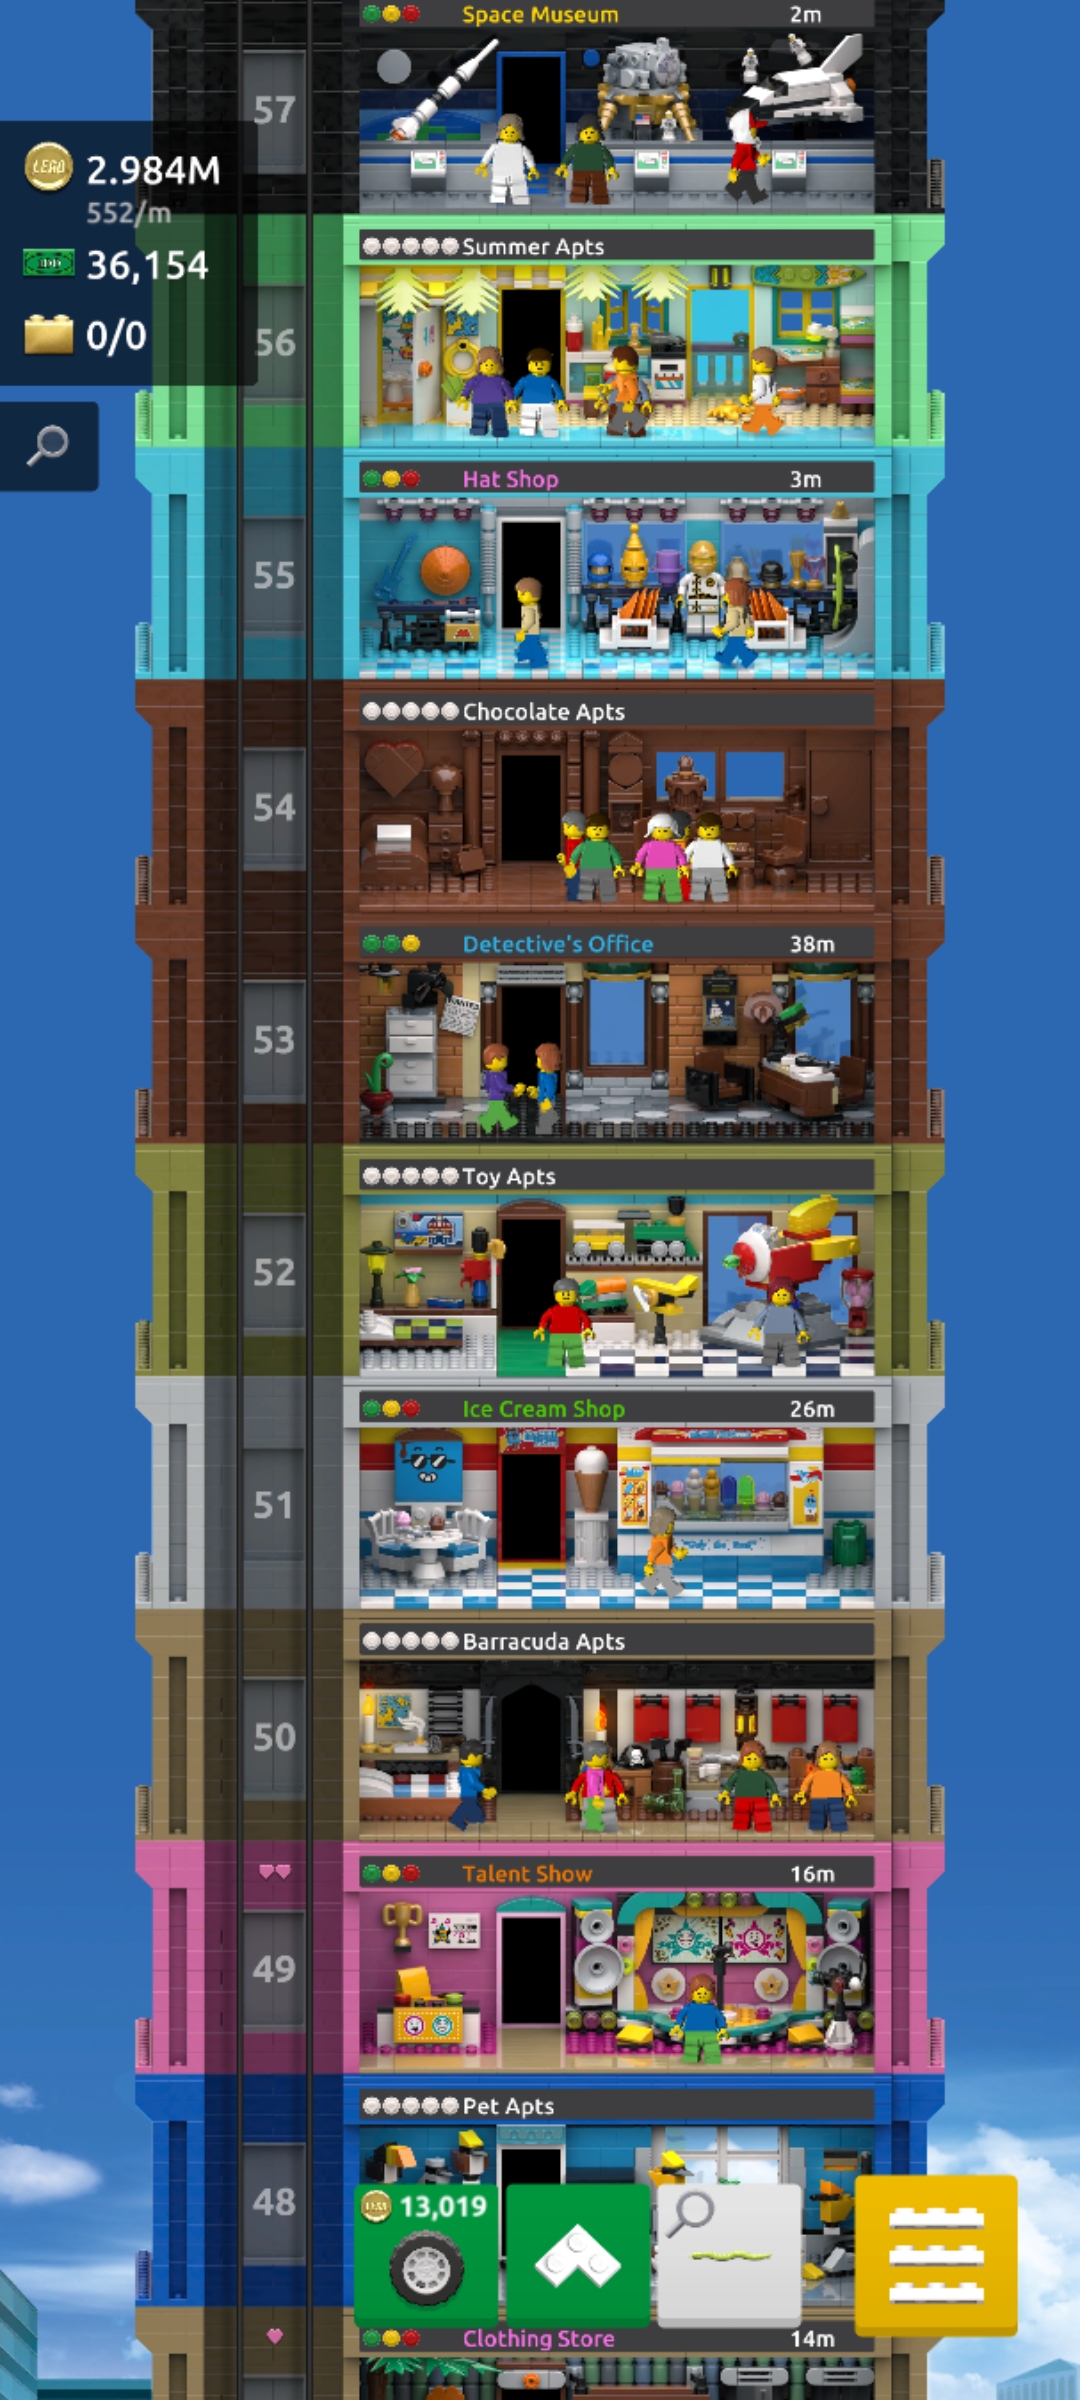 Space Museum 2m
57
LEGO 2.984M
552/m
36,154
0/0
Summer Apts
56
Hat Shop 3m
55
Chocolate Apts
54
Detective's Office 38m
WANTED
53
Toy Apts
52
Ice Cream Shop 26m
51
Barracuda Apts
50
Talent Show 16m
49
Pet Apts
48
13,019
Clothing Store 14m